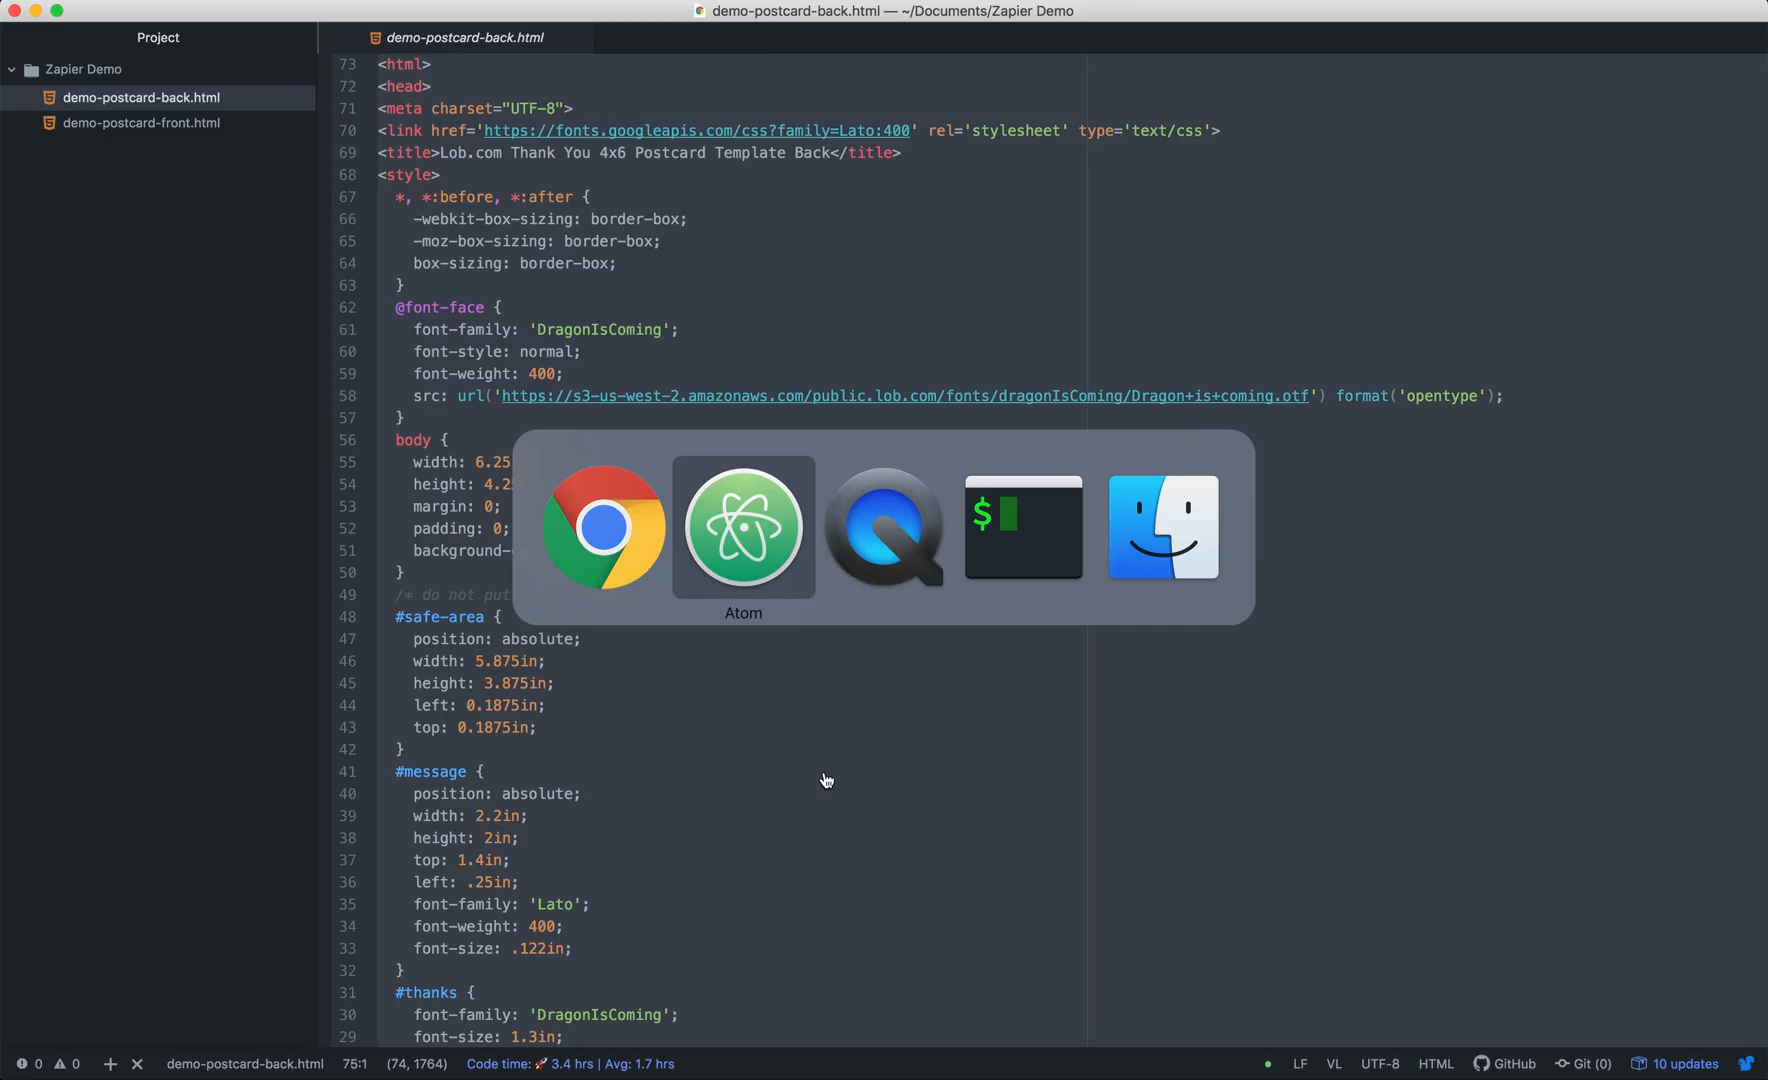 demo-postcard-back.html — ~/Documents/Zapier Demo
Project
demo-postcard-back.html
Zapier Demo
demo-postcard-back.html
demo-postcard-front.html
73 <html>
72 <head>
71 <meta charset="UTF-8">
70 <link href='https://fonts.googleapis.com/css?family=Lato:400' rel='stylesheet' type='text/css'>
69 <title>Lob.com Thank You 4x6 Postcard Template Back</title>
68 <style>
67 *, *:before, *:after {
66 -webkit-box-sizing: border-box;
65 -moz-box-sizing: border-box;
64 box-sizing: border-box;
63 }
62 @font-face {
61 font-family: 'DragonIsComing';
60 font-style: normal;
59 font-weight: 400;
58 src: url('https://s3-us-west-2.amazonaws.com/public.lob.com/fonts/dragonIsComing/Dragon+is+coming.otf') format('opentype');
57 }
56 body {
55 width: 6.25
54 height: 4.2
53 margin: 0;
52 padding: 0;
51 background-
50 }
49 /* do not put
48 #safe-area {
47 position: absolute;
46 width: 5.875in;
45 height: 3.875in;
44 left: 0.1875in;
43 top: 0.1875in;
42 }
41 #message {
40 position: absolute;
39 width: 2.2in;
38 height: 2in;
37 top: 1.4in;
36 left: .25in;
35 font-family: 'Lato';
34 font-weight: 400;
33 font-size: .122in;
32 }
31 #thanks {
30 font-family: 'DragonIsComing';
29 font-size: 1.3in;
$
Atom
0 0 demo-postcard-back.html 75:1 (74, 1764) Code time: 🚀 3.4 hrs | Avg: 1.7 hrs LF VL UTF-8 HTML GitHub Git (0) 10 updates